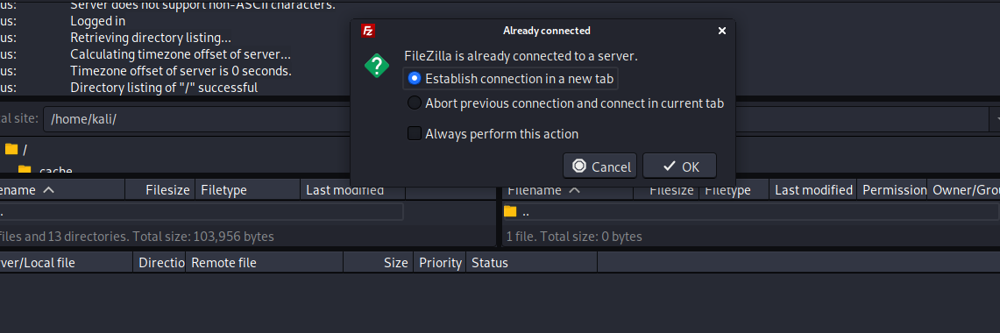 us: Server does not support non-ASCII characters.
us: Logged in
us: Retrieving directory listing...
us: Calculating timezone offset of server...
us: Timezone offset of server is 0 seconds.
us: Directory listing of "/" successful
Already connected
FileZilla is already connected to a server.
Establish connection in a new tab
Abort previous connection and connect in current tab
Always perform this action
Cancel OK
al site: /home/kali/
/
.cache
ename Filesize Filetype Last modified
Filename Filesize Filetype Last modified Permission Owner/Grou
..
files and 13 directories. Total size: 103,956 bytes
1 file. Total size: 0 bytes
ver/Local file Directio Remote file Size Priority Status